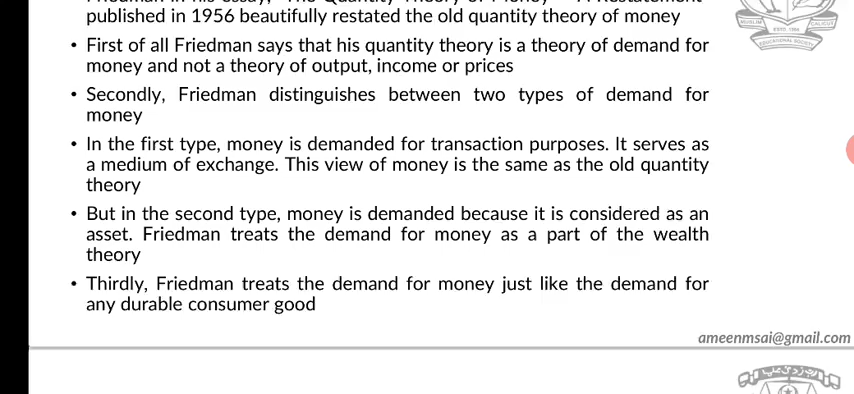 published in 1956 beautifully restated the old quantity theory of money
• First of all Friedman says that his quantity theory is a theory of demand for
money and not a theory of output, income or prices
• Secondly, Friedman distinguishes between two types of demand for
money
• In the first type, money is demanded for transaction purposes. It serves as
a medium of exchange. This view of money is the same as the old quantity
theory
• But in the second type, money is demanded because it is considered as an
asset. Friedman treats the demand for money as a part of the wealth
theory
• Thirdly, Friedman treats the demand for money just like the demand for
any durable consumer good
MUSLIM
ESTD. 1964
CALICUT
EDUCATIONAL SOCIETY
ameenmsai@gmail.com